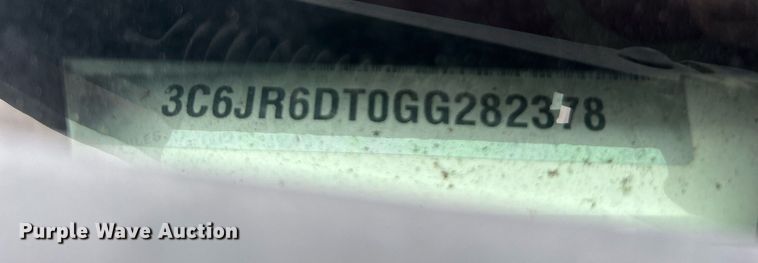 3C6JR6DT0GG282378
Purple Wave Auction